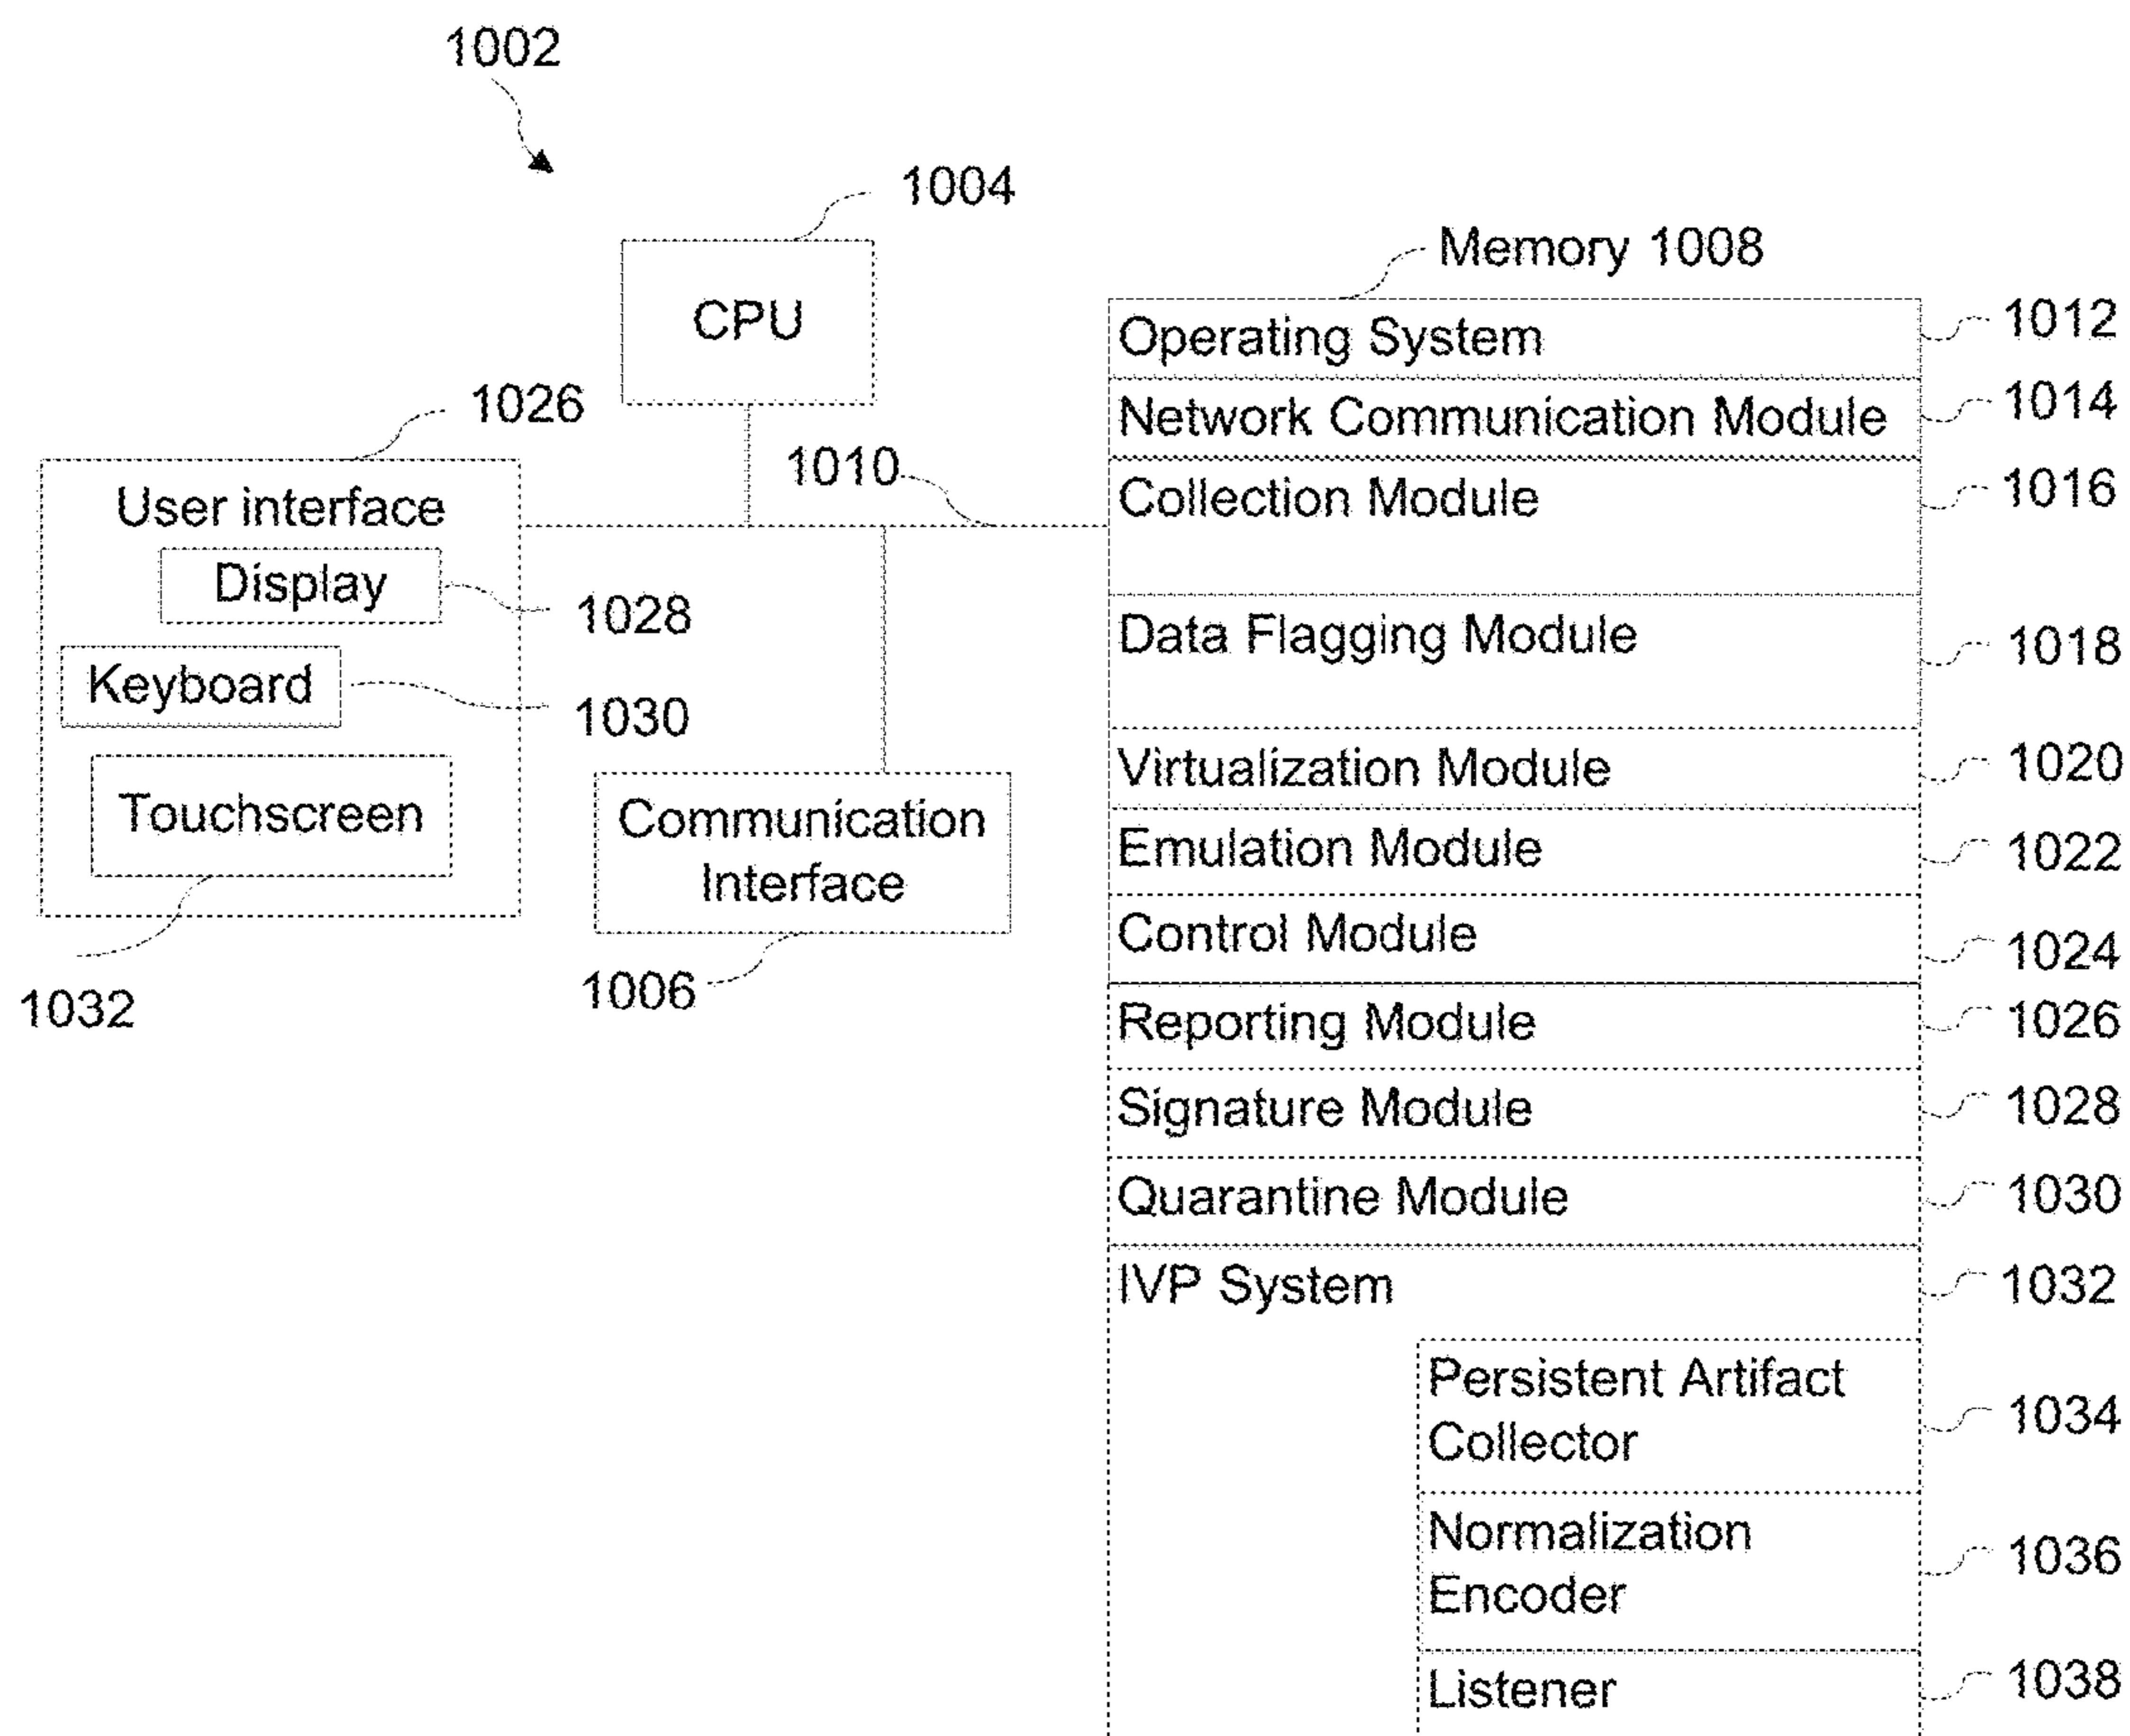 1002
1004
CPU
1026
User interface
Display
1028
Keyboard
1030
Touchscreen
1032
1010
Communication
Interface
1006
Memory 1008
Operating System
1012
Network Communication Module
1014
Collection Module
1016
Data Flagging Module
1018
Virtualization Module
1020
Emulation Module
1022
Control Module
1024
Reporting Module
1026
Signature Module
1028
Quarantine Module
1030
IVP System
1032
Persistent Artifact
Collector
1034
Normalization
Encoder
1036
Listener
1038